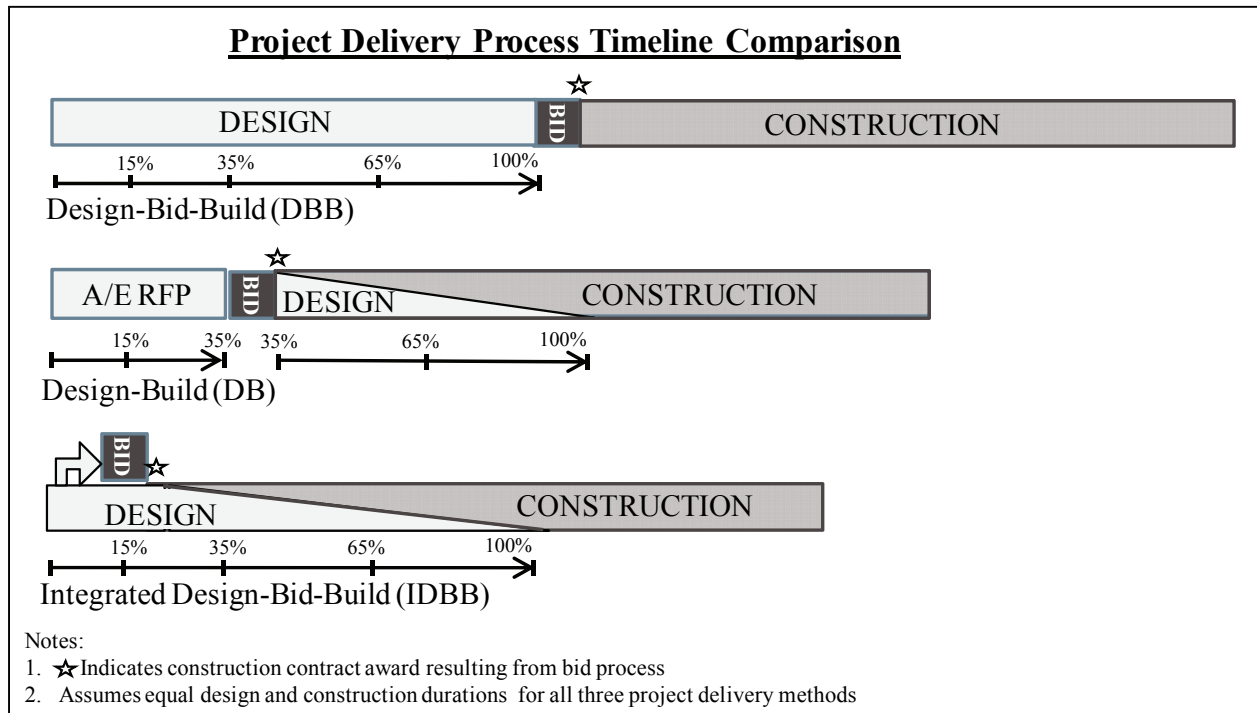 Project Delivery Process Timeline Comparison
DESIGN
BID
CONSTRUCTION
15% 35% 65% 100%
Design-Bid-Build (DBB)
A/E RFP
BID
DESIGN
CONSTRUCTION
15% 35% 35% 65% 100%
Design-Build (DB)
BID
DESIGN
CONSTRUCTION
15% 35% 65% 100%
Integrated Design-Bid-Build (IDBB)
Notes:
1. ☆ Indicates construction contract award resulting from bid process
2. Assumes equal design and construction durations for all three project delivery methods